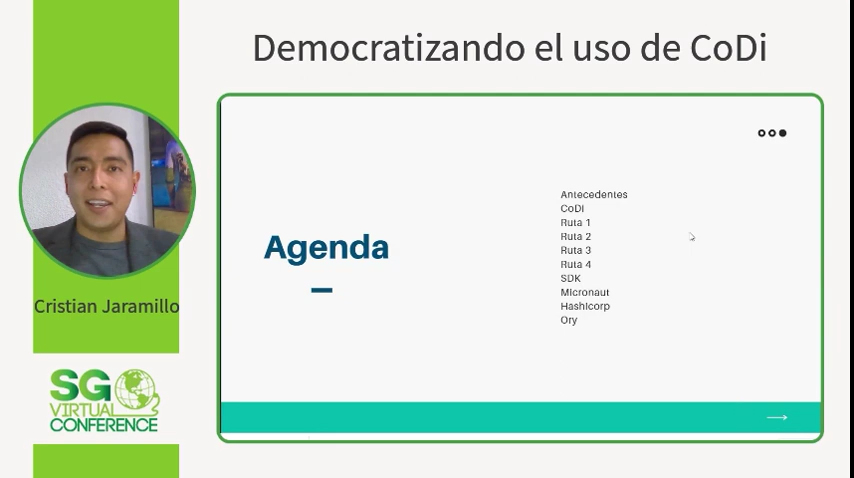 Democratizando el uso de CoDi
Agenda
Antecedentes
CoDi
Ruta 1
Ruta 2
Ruta 3
Ruta 4
SDK
Micronaut
Hashicorp
Ory
Cristian Jaramillo
SG
VIRTUAL
CONFERENCE